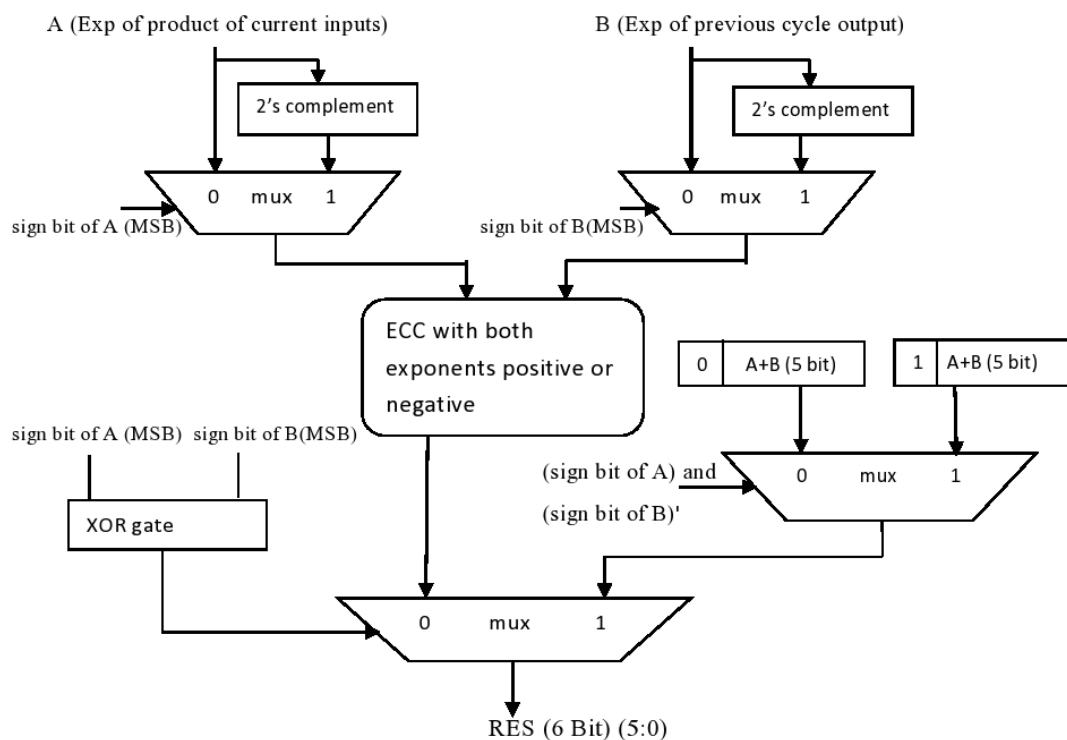 A (Exp of product of current inputs)
B (Exp of previous cycle output)
2's complement
2's complement
0 mux 1
0 mux 1
sign bit of A (MSB)
sign bit of B(MSB)
ECC with both
exponents positive or
negative
0 A+B (5 bit)
1 A+B (5 bit)
sign bit of A (MSB)
sign bit of B(MSB)
0 mux 1
(sign bit of A) and
(sign bit of B)'
XOR gate
0 mux 1
RES (6 Bit) (5:0)